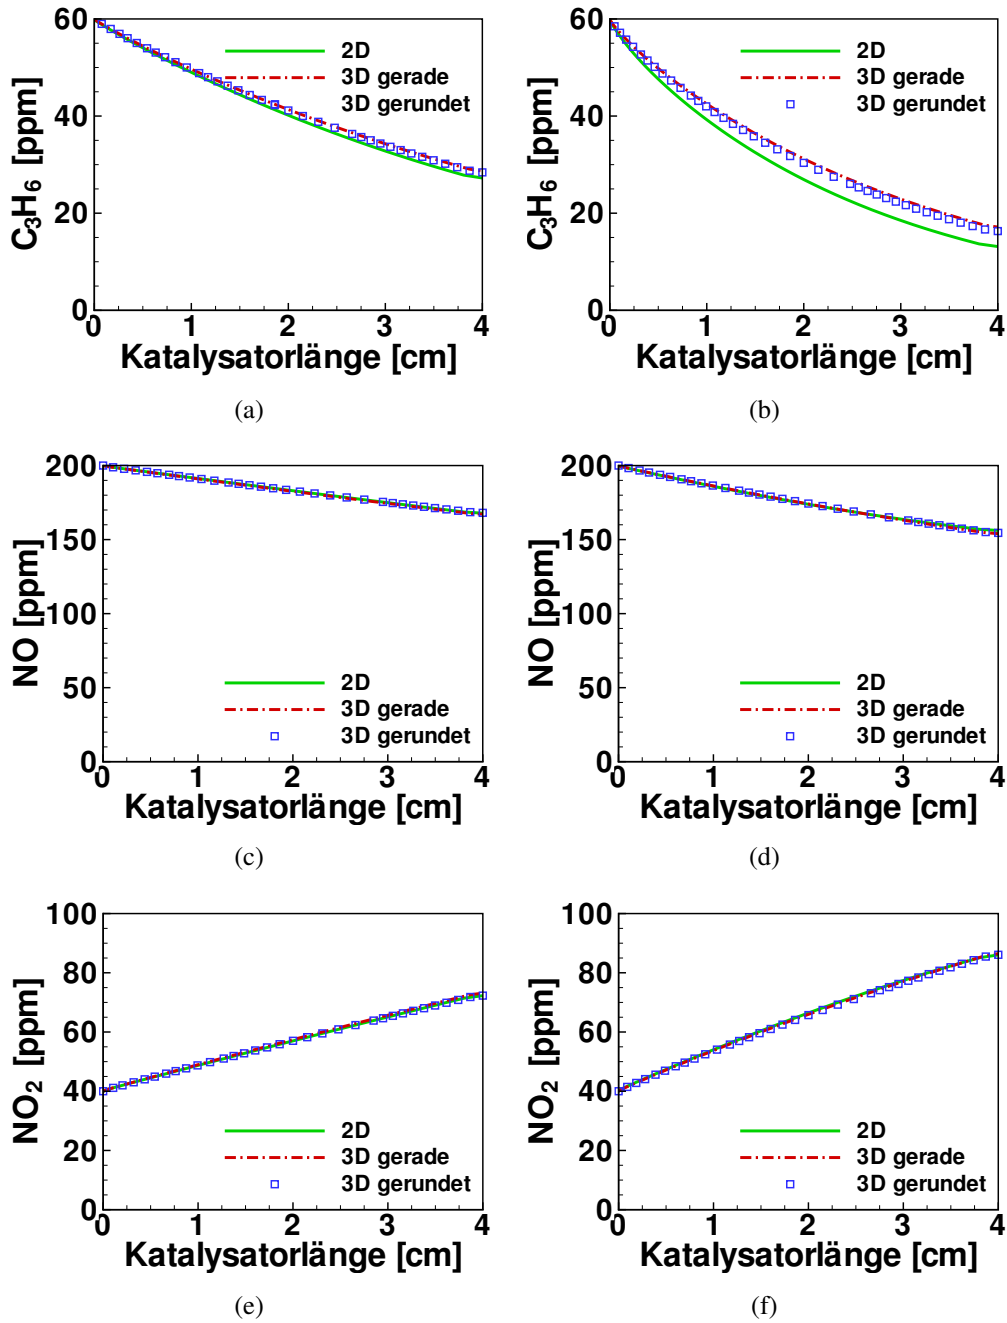 60
40
20
0
C3H6 [ppm]
2D
3D gerade
3D gerundet
0 1 2 3 4
Katalysatorlänge [cm]
(a)
60
40
20
0
C3H6 [ppm]
2D
3D gerade
3D gerundet
0 1 2 3 4
Katalysatorlänge [cm]
(b)
200
150
100
50
0
NO [ppm]
2D
3D gerade
3D gerundet
0 1 2 3 4
Katalysatorlänge [cm]
(c)
200
150
100
50
0
NO [ppm]
2D
3D gerade
3D gerundet
0 1 2 3 4
Katalysatorlänge [cm]
(d)
100
80
60
40
20
0
NO2 [ppm]
2D
3D gerade
3D gerundet
0 1 2 3 4
Katalysatorlänge [cm]
(e)
100
80
60
40
20
0
NO2 [ppm]
2D
3D gerade
3D gerundet
0 1 2 3 4
Katalysatorlänge [cm]
(f)